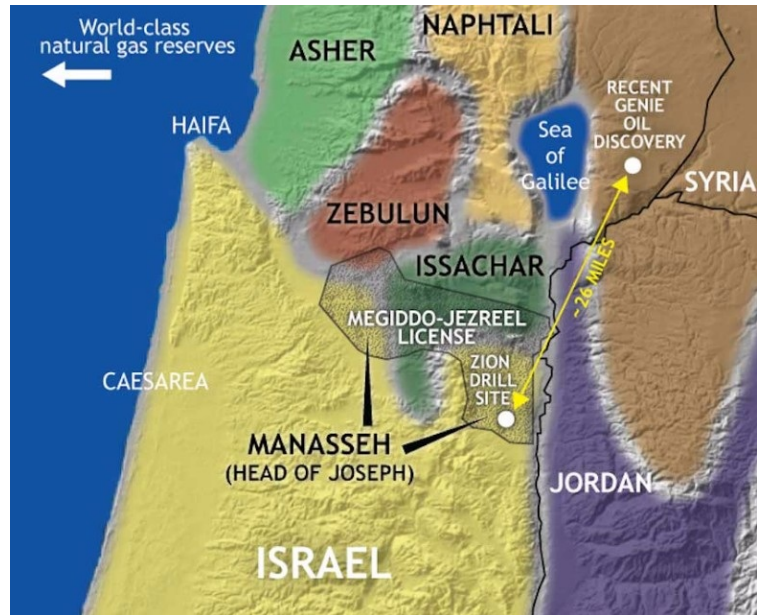 World-class
natural gas reserves
NAPHTALI
ASHER
RECENT
GENIE
OIL
DISCOVERY
HAIFA
Sea
of
Galilee
SYRIA
ZEBULUN
ISSACHAR
~ 26 MILES
MEGIDDO-JEZREEL
LICENSE
ZION
DRILL
SITE
CAESAREA
MANASSEH
(HEAD OF JOSEPH)
JORDAN
ISRAEL